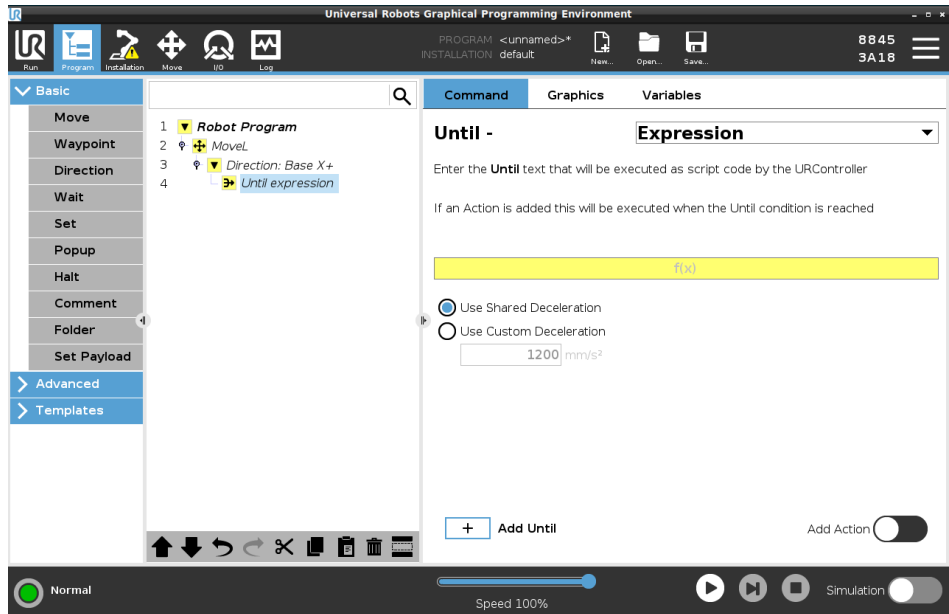 UR
Universal Robots Graphical Programming Environment
UR
Run
Program
Installation
Move
I/O
Log
PROGRAM <unnamed>*
INSTALLATION default
New...
Open...
Save...
8845
3A18
Basic
Move
Waypoint
Direction
Wait
Set
Popup
Halt
Comment
Folder
Set Payload
Advanced
Templates
1 Robot Program
2 MoveL
3 Direction: Base X+
4 Until expression
Command Graphics Variables
Until - Expression
Enter the Until text that will be executed as script code by the URController
If an Action is added this will be executed when the Until condition is reached
f(x)
Use Shared Deceleration
Use Custom Deceleration
1200 mm/s²
+ Add Until
Add Action
Normal
Speed 100%
Simulation